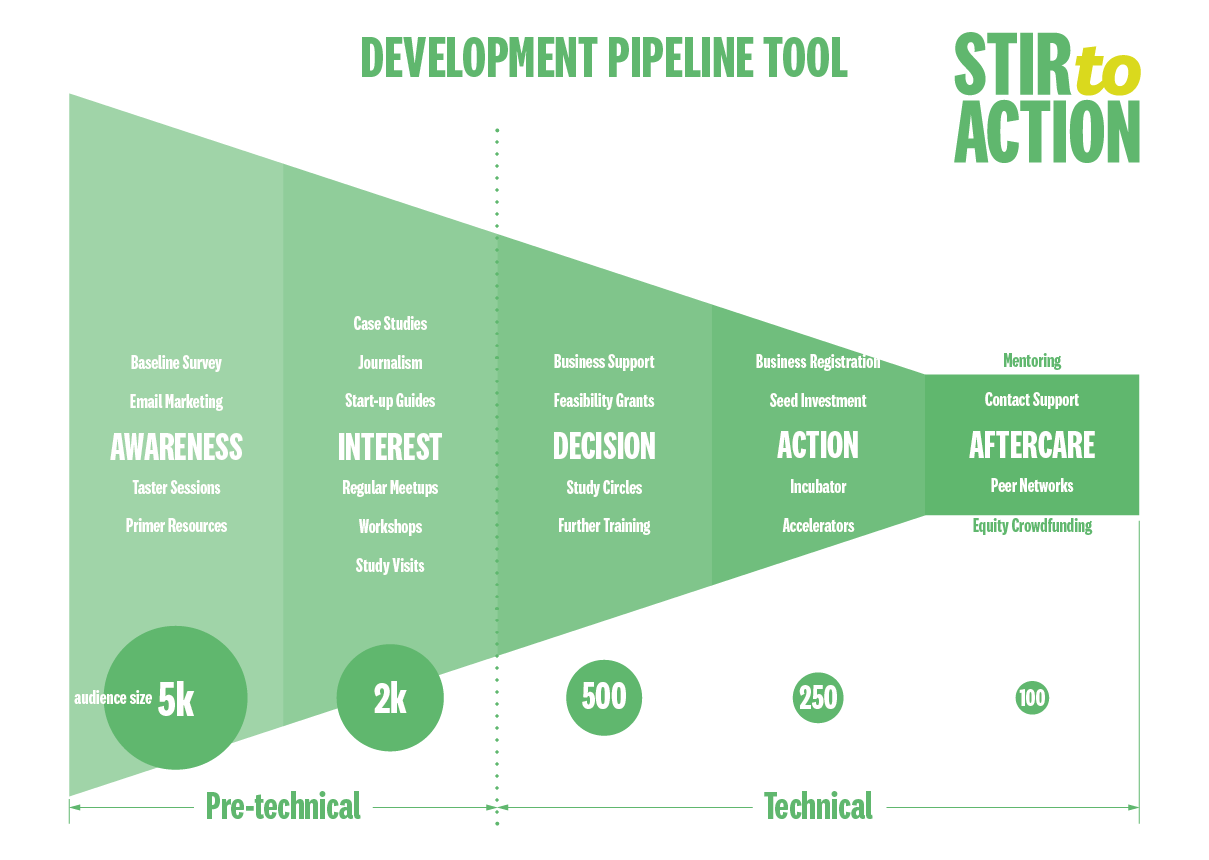 DEVELOPMENT PIPELINE TOOL
STIR to
ACTION
Baseline Survey
Email Marketing
AWARENESS
Taster Sessions
Primer Resources
Case Studies
Journalism
Start-up Guides
INTEREST
Regular Meetups
Workshops
Study Visits
Business Support
Feasibility Grants
DECISION
Study Circles
Further Training
Business Registration
Seed Investment
ACTION
Incubator
Accelerators
Mentoring
Contact Support
AFTERCARE
Peer Networks
Equity Crowdfunding
audience size 5k
2k
500
250
100
Pre-technical
Technical